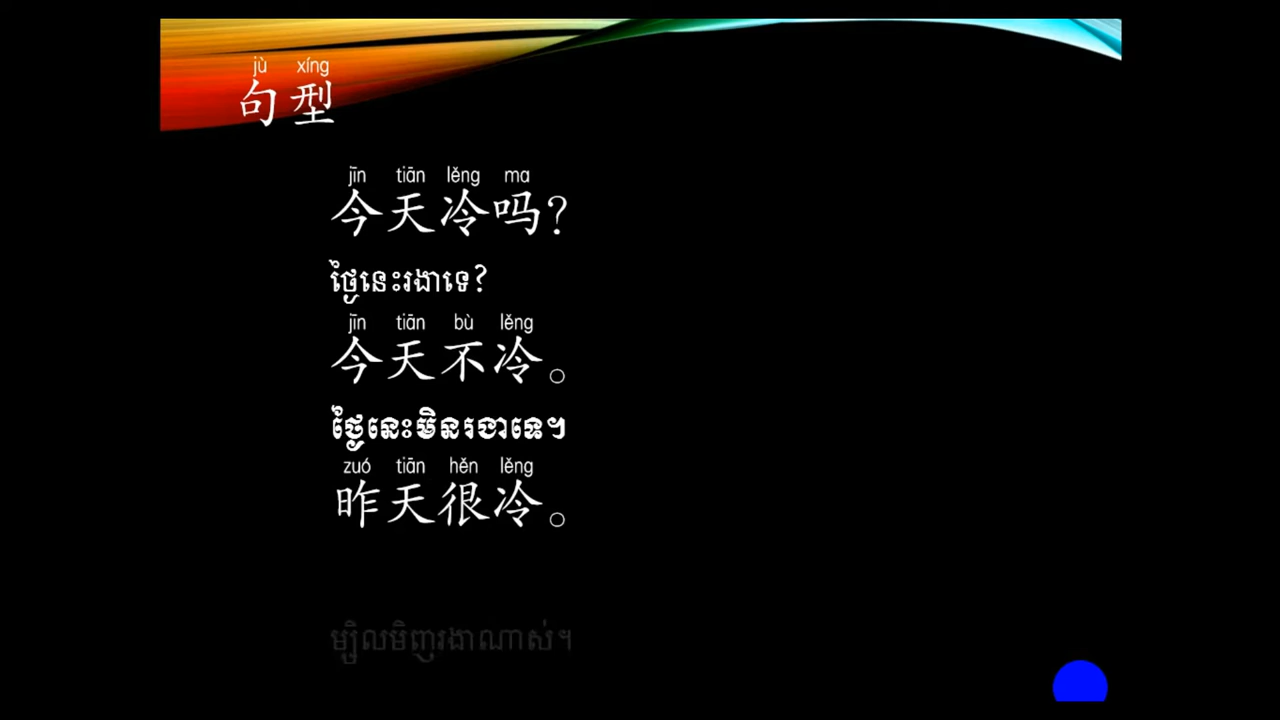 jù xíng
句型
jīn tiān lěng ma
今天冷吗？
ថ្ងៃនេះរងាទេ?
jīn tiān bù lěng
今天不冷。
ថ្ងៃនេះមិនរងាទេ។
zuó tiān hěn lěng
昨天很冷。
ម្សិលមិញរងាណាស់។